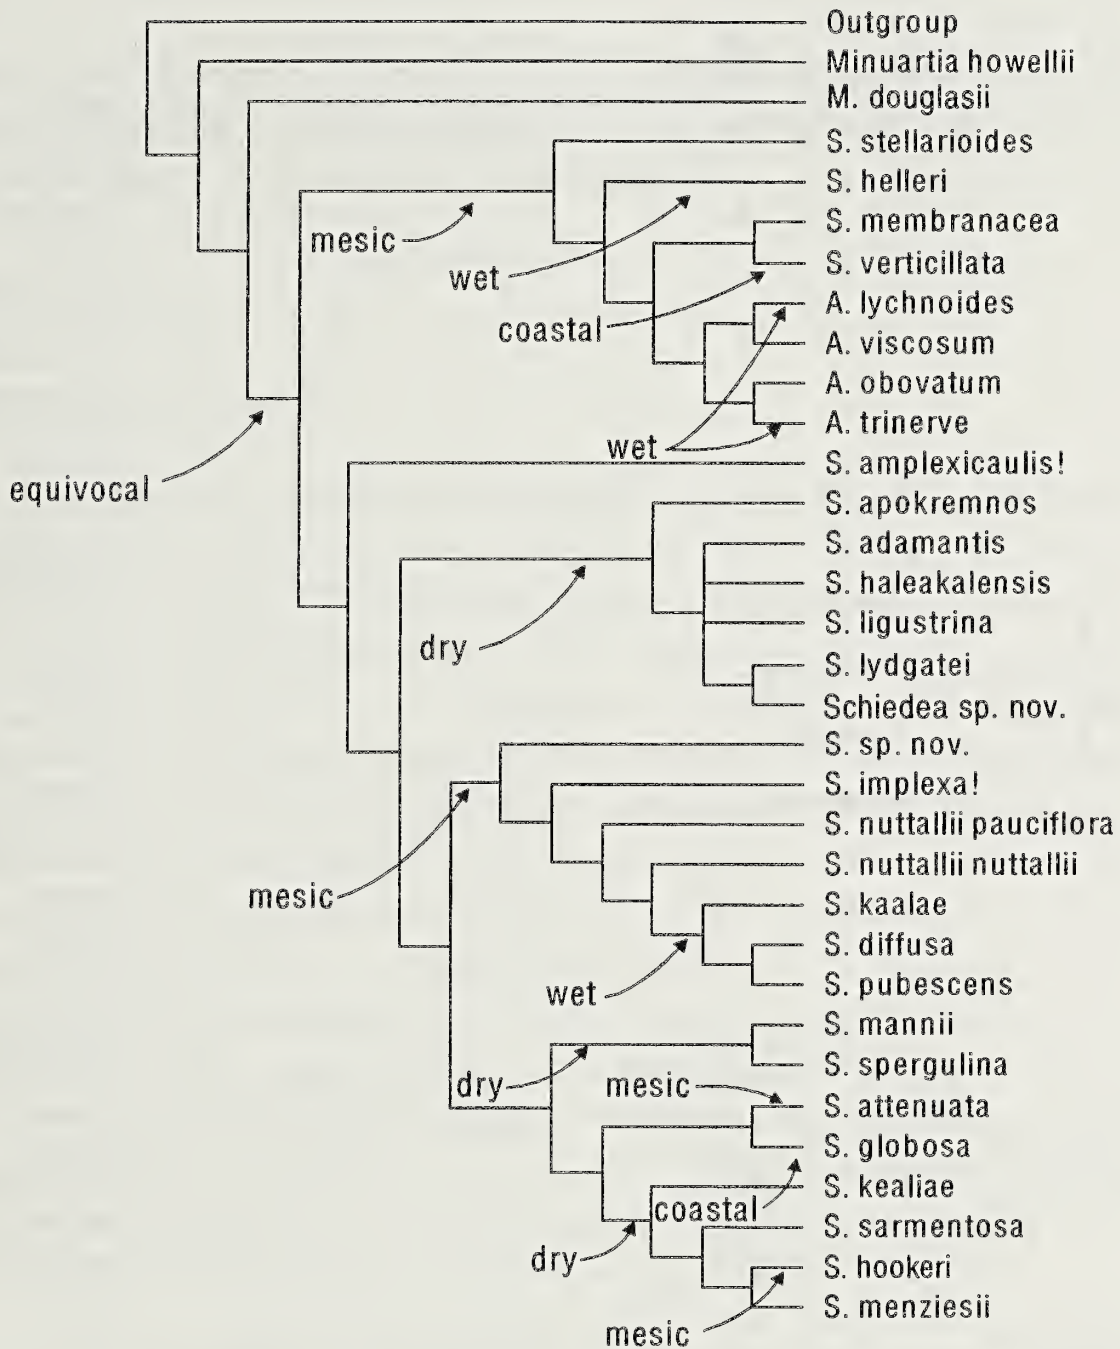 Outgroup
Minuartia howellii
M. douglasii
S. stellarioides
S. helleri
S. membranacea
mesic
S. verticillata
wet
A. lychnoides
coastal
A. viscosum
A. obovatum
A. trinerve
wet
S. amplexicaulis!
equivocal
S. apokremnos
S. adamantis
S. haleakalensis
S. ligustrina
dry
S. lydgatei
Schiedea sp. nov.
S. sp. nov.
S. implexa!
S. nuttallii pauciflora
S. nuttallii nuttallii
mesic
S. kaalae
S. diffusa
S. pubescens
wet
S. mannii
S. spergulina
dry
mesic
S. attenuata
S. globosa
S. kealiae
coastal
S. sarmentosa
dry
S. hookeri
S. menziesii
mesic